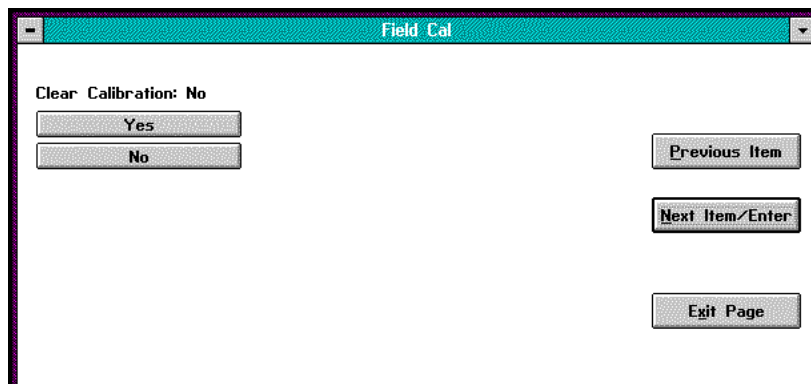 Field Cal
Clear Calibration: No
Yes
No
Previous Item
Next Item/Enter
Exit Page